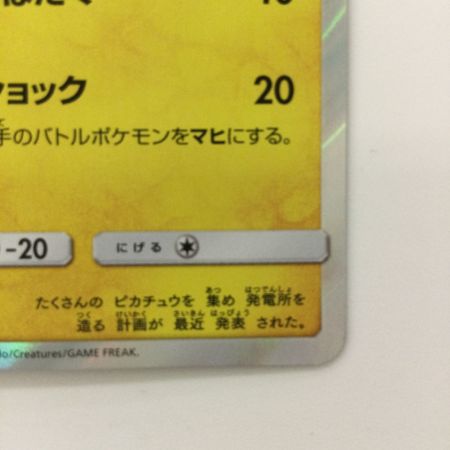 20
ョック 20
手のバトルポケモンをマヒにする。
-20 にげる
たくさんの ピカチュウを 集め 発電所を
造る 計画が 最近 発表 された。
/Creatures/GAME FREAK.